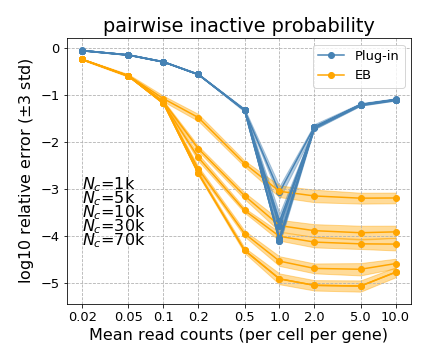 pairwise inactive probability
log10 relative error (±3 std)
0
−1
−2
−3
−4
−5
Plug-in
EB
N_c=1k
N_c=5k
N_c=10k
N_c=30k
N_c=70k
0.02 0.05 0.1 0.2 0.5 1.0 2.0 5.0 10.0
Mean read counts (per cell per gene)